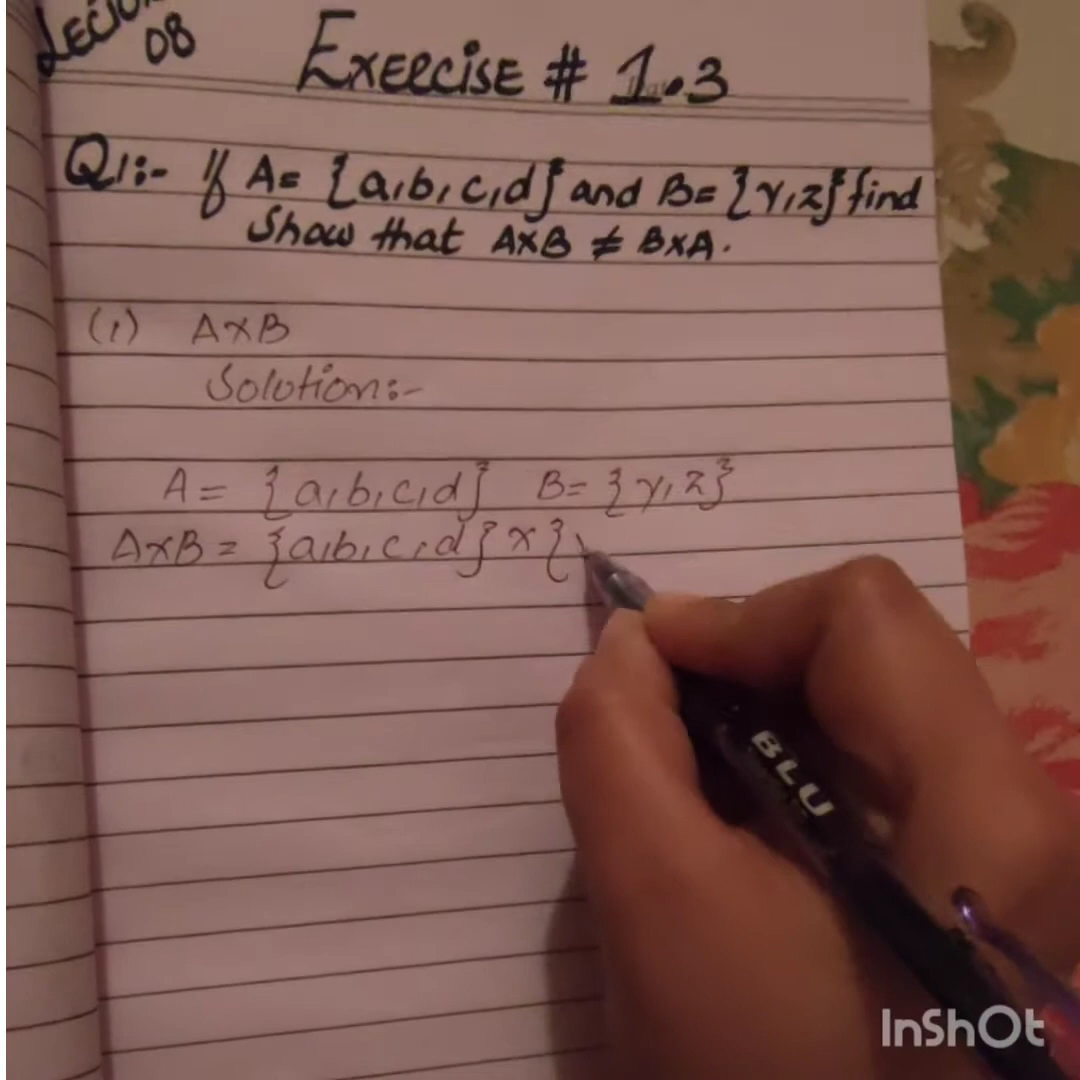 08
Exercise # 1.3
Q1:- If A= {a,b,c,d} and B= {y,z} find
Show that A×B ≠ B×A.
(i) A×B
Solution:-
A= {a,b,c,d} B= {y,z}
A×B = {a,b,c,d} × {
BLU
InShOt